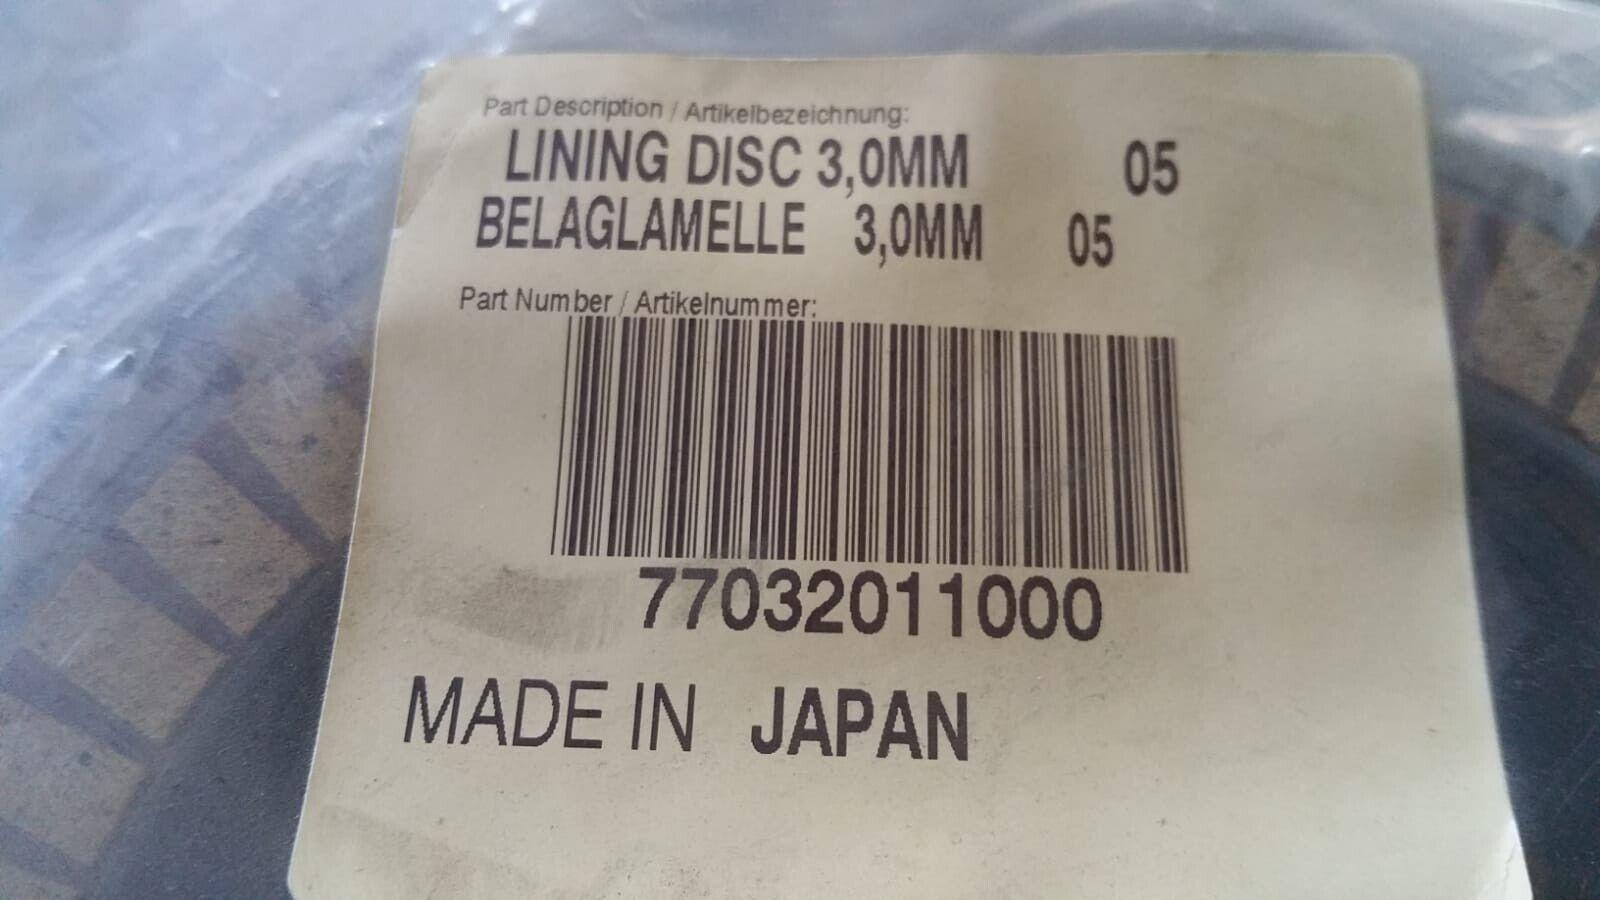 Part Description / Artikelbezeichnung:
LINING DISC 3,0MM 05
BELAGLAMELLE 3,0MM 05
Part Number / Artikelnummer:
77032011000
MADE IN JAPAN